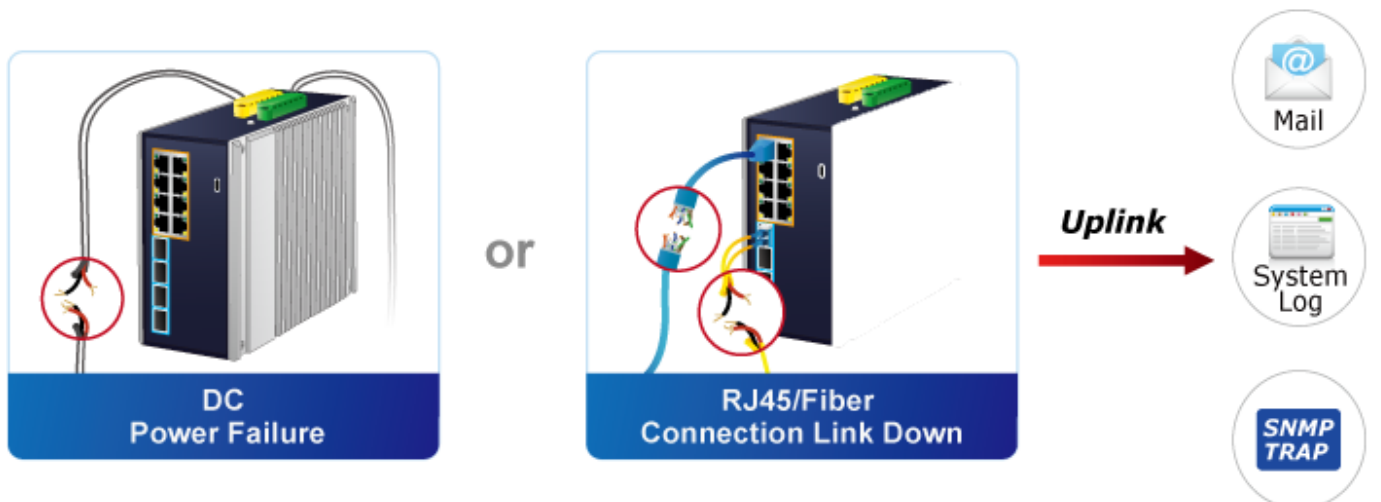 DC
Power Failure
or
RJ45/Fiber
Connection Link Down
Uplink
@
Mail
System
Log
SNMP
TRAP